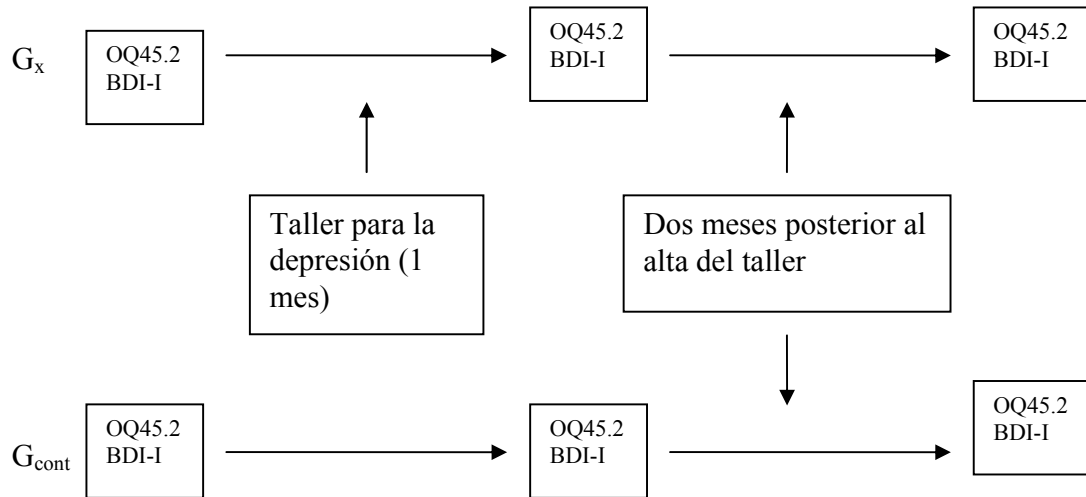 Gx
OQ45.2
BDI-I
OQ45.2
BDI-I
OQ45.2
BDI-I
Taller para la
depresión (1
mes)
Dos meses posterior al
alta del taller
Gcont
OQ45.2
BDI-I
OQ45.2
BDI-I
OQ45.2
BDI-I